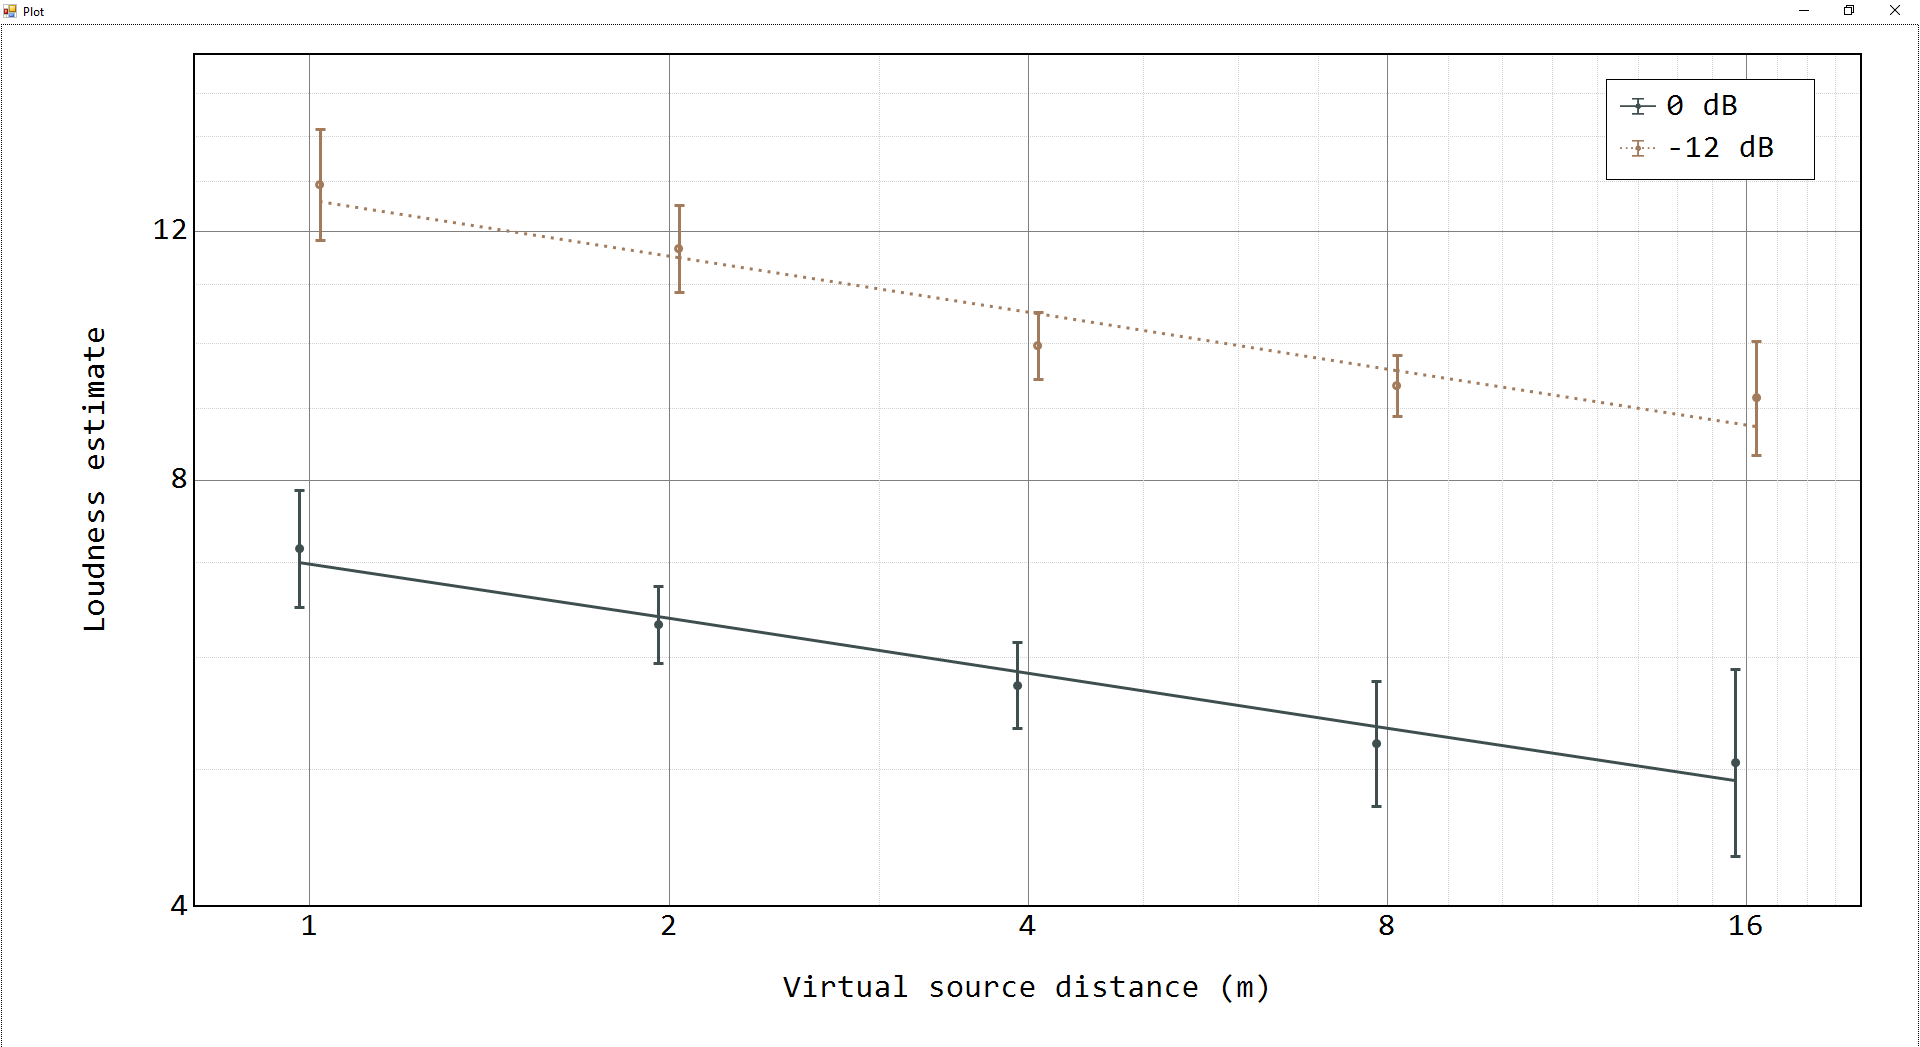 Plot
0 dB
-12 dB
12
8
4
Loudness estimate
1 2 4 8 16
Virtual source distance (m)